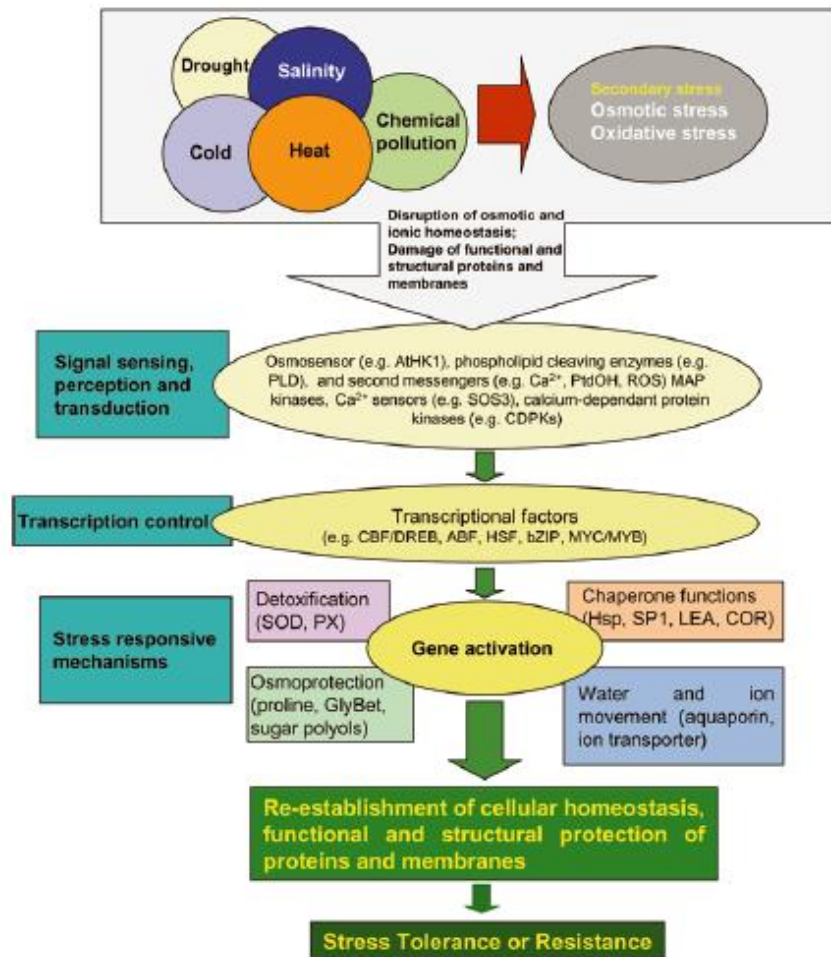 Drought
Salinity
Cold
Heat
Chemical
pollution
Secondary stress
Osmotic stress
Oxidative stress
Disruption of osmotic and
ionic homeostasis;
Damage of functional and
structural proteins and
membranes
Signal sensing,
perception and
transduction
Osmosensor (e.g. AtHK1), phospholipid cleaving enzymes (e.g.
PLD), and second messengers (e.g. Ca²⁺, PtdOH, ROS) MAP
kinases, Ca²⁺ sensors (e.g. SOS3), calcium-dependant protein
kinases (e.g. CDPKs)
Transcription control
Transcriptional factors
(e.g. CBF/DREB, ABF, HSF, bZIP, MYC/MYB)
Stress responsive
mechanisms
Detoxification
(SOD, PX)
Chaperone functions
(Hsp, SP1, LEA, COR)
Gene activation
Osmoprotection
(proline, GlyBet,
sugar polyols)
Water and ion
movement (aquaporin,
ion transporter)
Re-establishment of cellular homeostasis,
functional and structural protection of
proteins and membranes
Stress Tolerance or Resistance